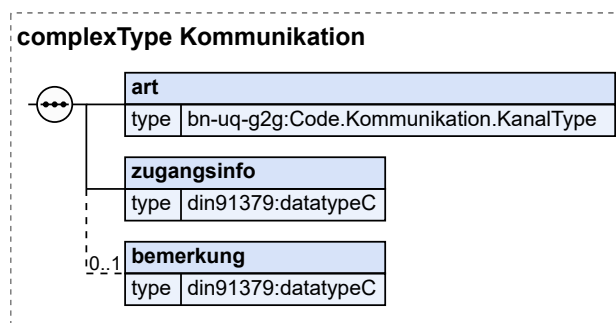 complexType Kommunikation
art
type bn-uq-g2g:Code.Kommunikation.KanalType
zugangsinfo
type din91379:datatypeC
0..1
bemerkung
type din91379:datatypeC